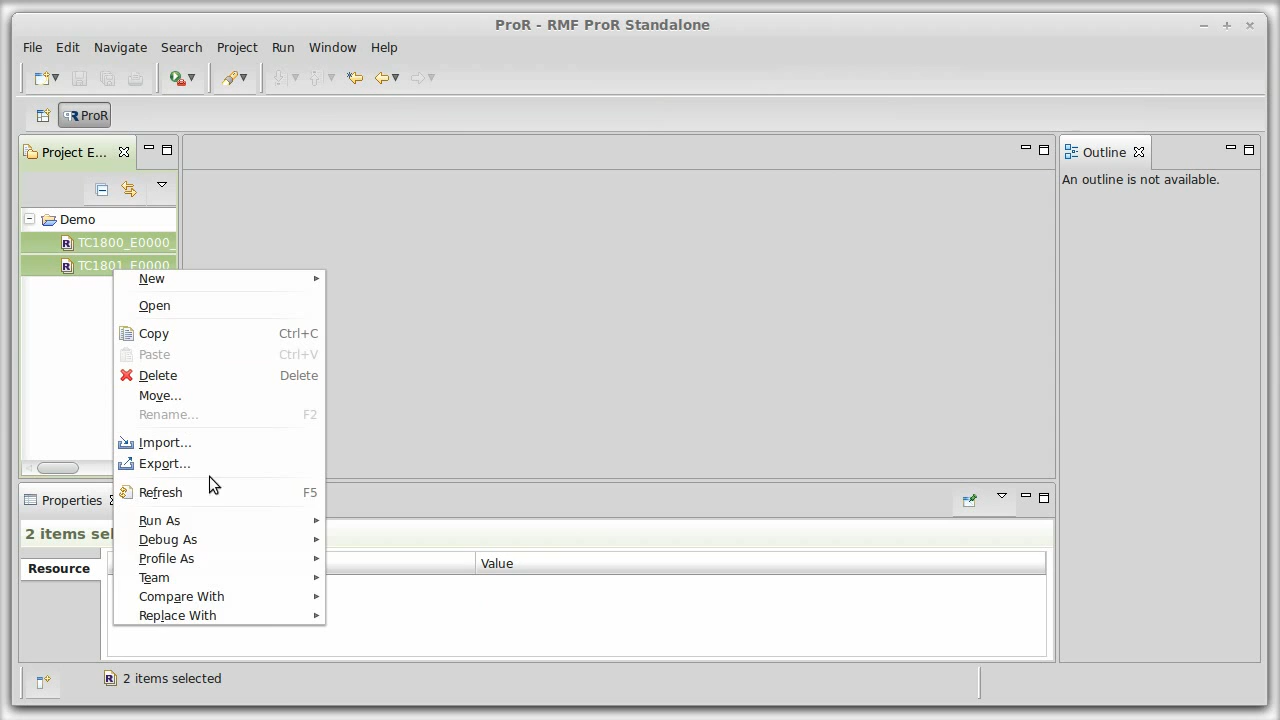 ProR - RMF ProR Standalone
File Edit Navigate Search Project Run Window Help
ProR
Project E...
Outline
An outline is not available.
Demo
TC1800_E0000_
TC1801_E0000_
New
Open
Copy Ctrl+C
Paste Ctrl+V
Delete Delete
Move...
Rename... F2
Import...
Export...
Refresh F5
Run As
Debug As
Profile As
Team
Compare With
Replace With
Properties
2 items sel
Resource
Value
2 items selected